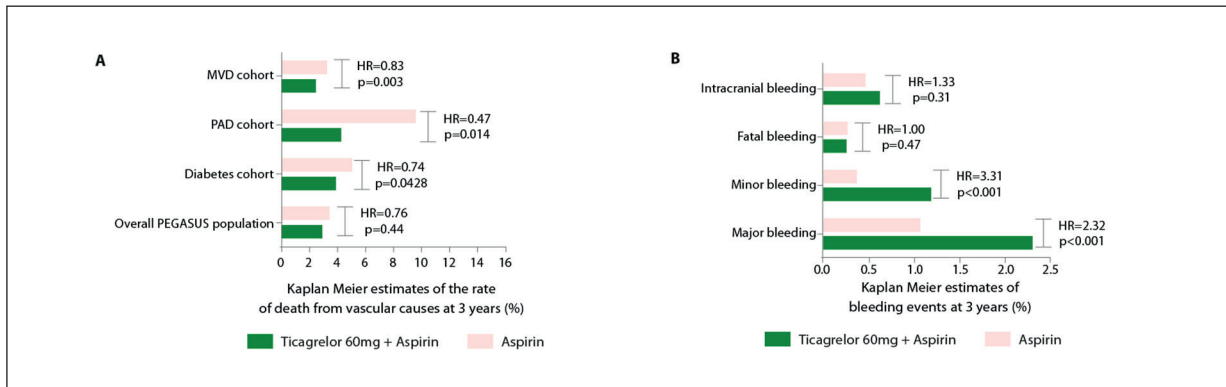 A
MVD cohort
HR=0.83
p=0.003
PAD cohort
HR=0.47
p=0.014
Diabetes cohort
HR=0.74
p=0.0428
Overall PEGASUS population
HR=0.76
p=0.44
0 2 4 6 8 10 12 14 16
Kaplan Meier estimates of the rate
of death from vascular causes at 3 years (%)
Ticagrelor 60mg + Aspirin Aspirin
B
Intracranial bleeding
HR=1.33
p=0.31
Fatal bleeding
HR=1.00
p=0.47
Minor bleeding
HR=3.31
p<0.001
Major bleeding
HR=2.32
p<0.001
0.0 0.5 1.0 1.5 2.0 2.5
Kaplan Meier estimates of
bleeding events at 3 years (%)
Ticagrelor 60mg + Aspirin Aspirin